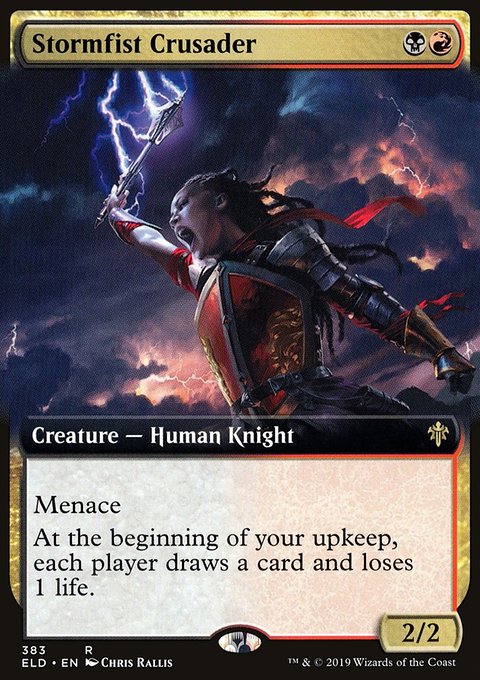 Stormfist Crusader
Creature — Human Knight
Menace
At the beginning of your upkeep,
each player draws a card and loses
1 life.
2/2
383 R
ELD • EN Chris Rallis
™ & © 2019 Wizards of the Coast